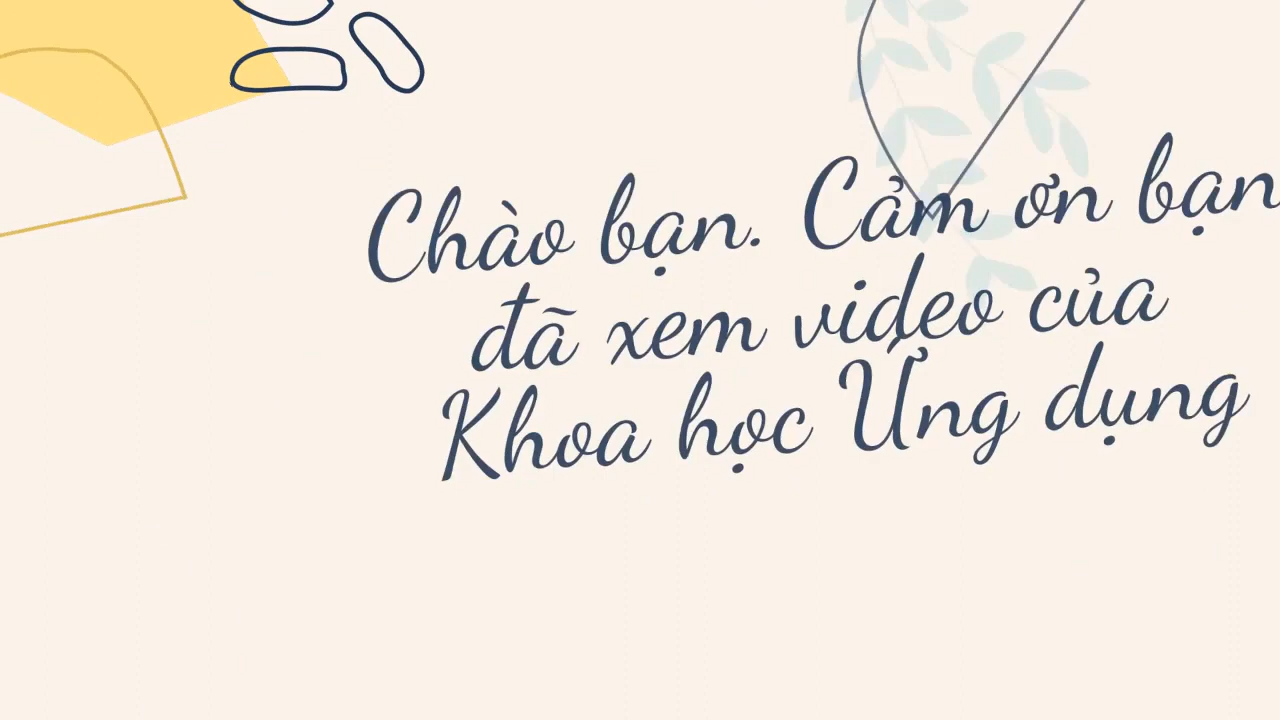 Chào bạn. Cảm ơn bạn
đã xem video của
Khoa học Ứng dụng